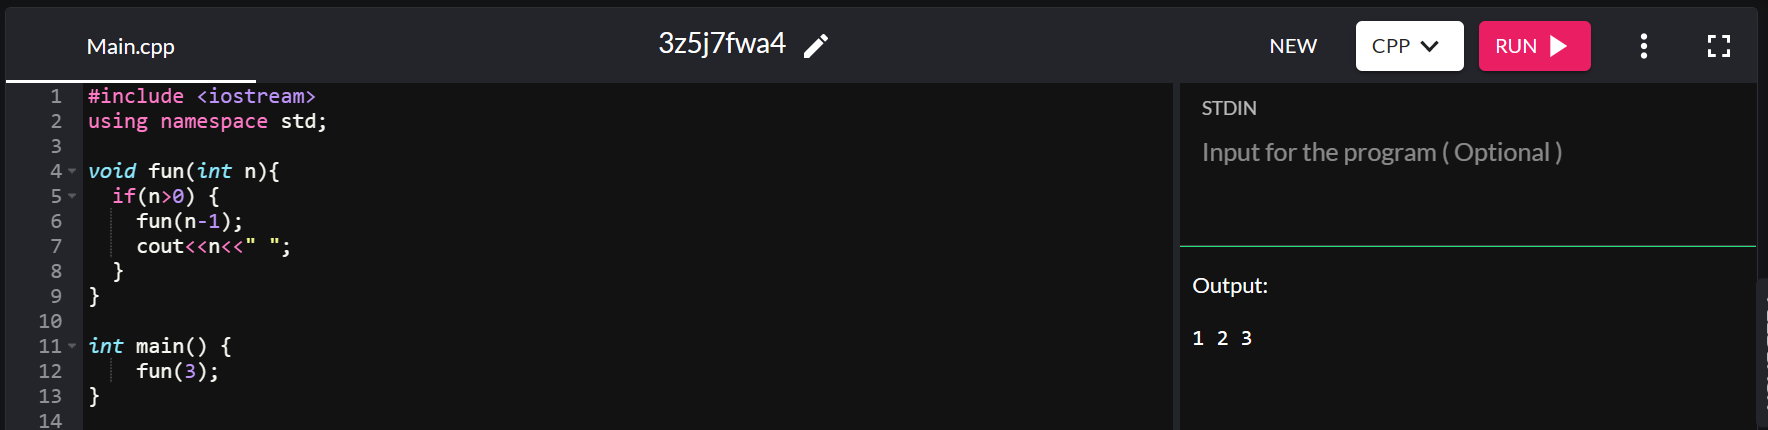 Main.cpp 3z5j7fwa4 NEW CPP RUN
1 #include <iostream>
2 using namespace std;
3
4 void fun(int n){
5   if(n>0) {
6     fun(n-1);
7     cout<<n<<" ";
8   }
9 }
10
11 int main() {
12     fun(3);
13 }
14
STDIN
Input for the program ( Optional )
Output:
1 2 3